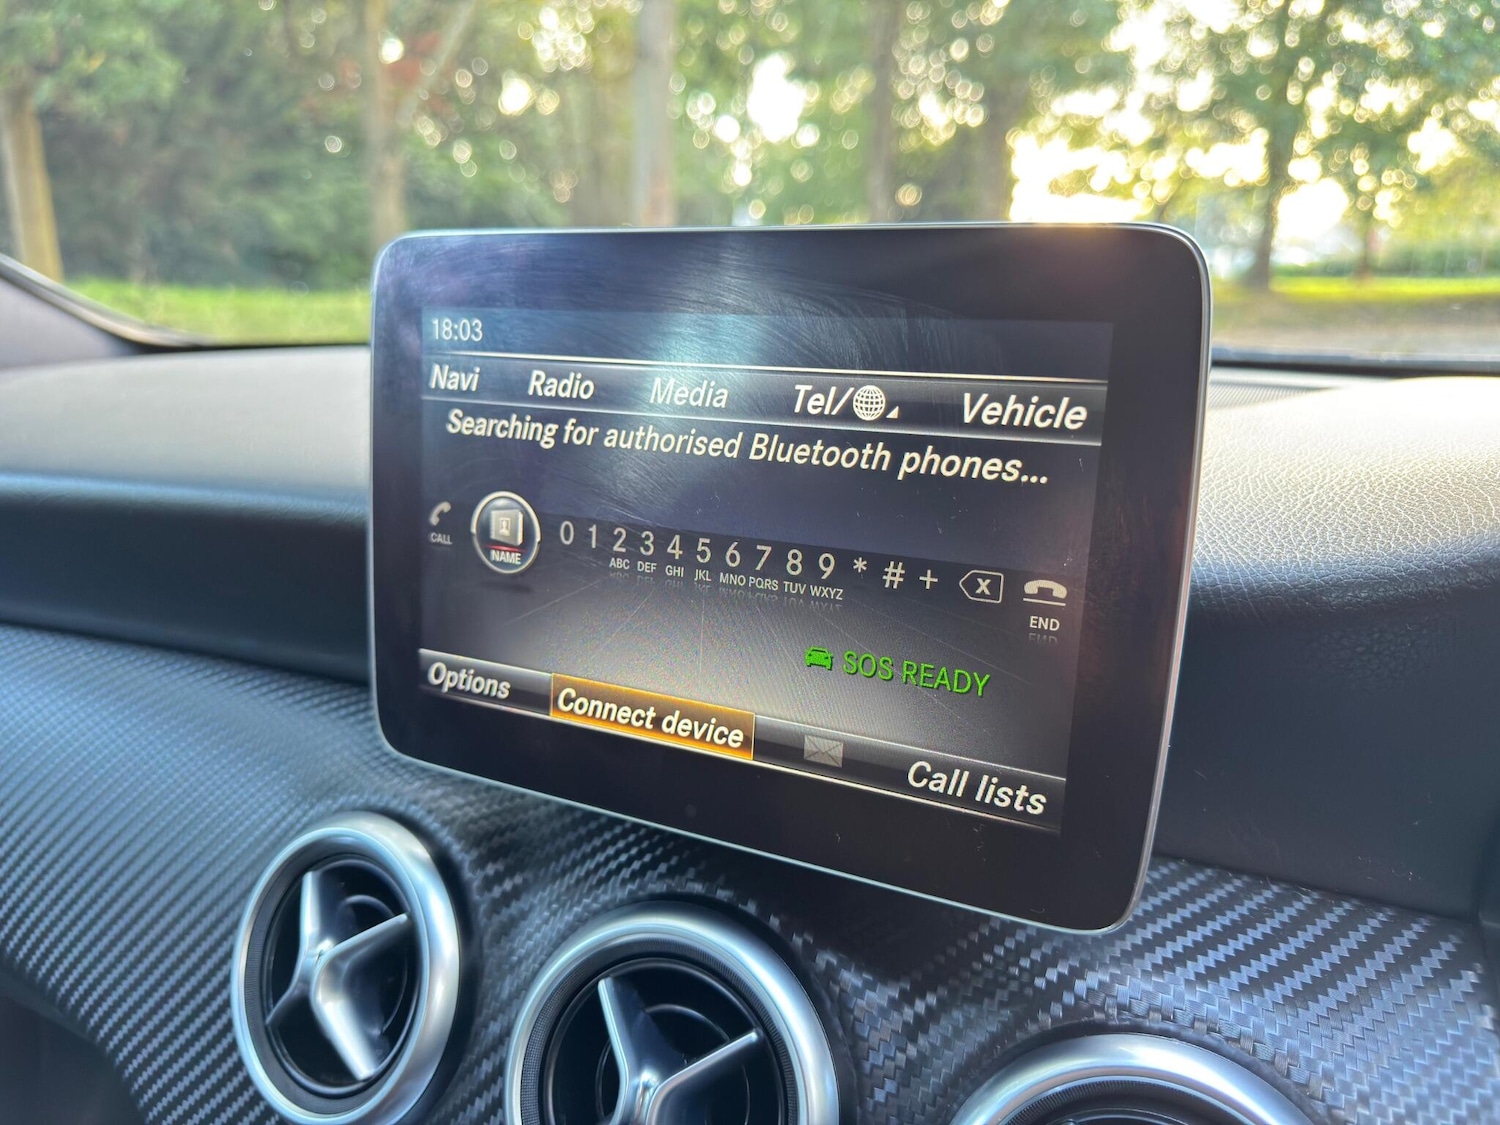 18:03
Navi Radio Media Tel/ Vehicle
Searching for authorised Bluetooth phones...
CALL NAME 0 1 2 3 4 5 6 7 8 9 * # + X END
ABC DEF GHI JKL MNO PQRS TUV WXYZ
SOS READY
Options Connect device Call lists